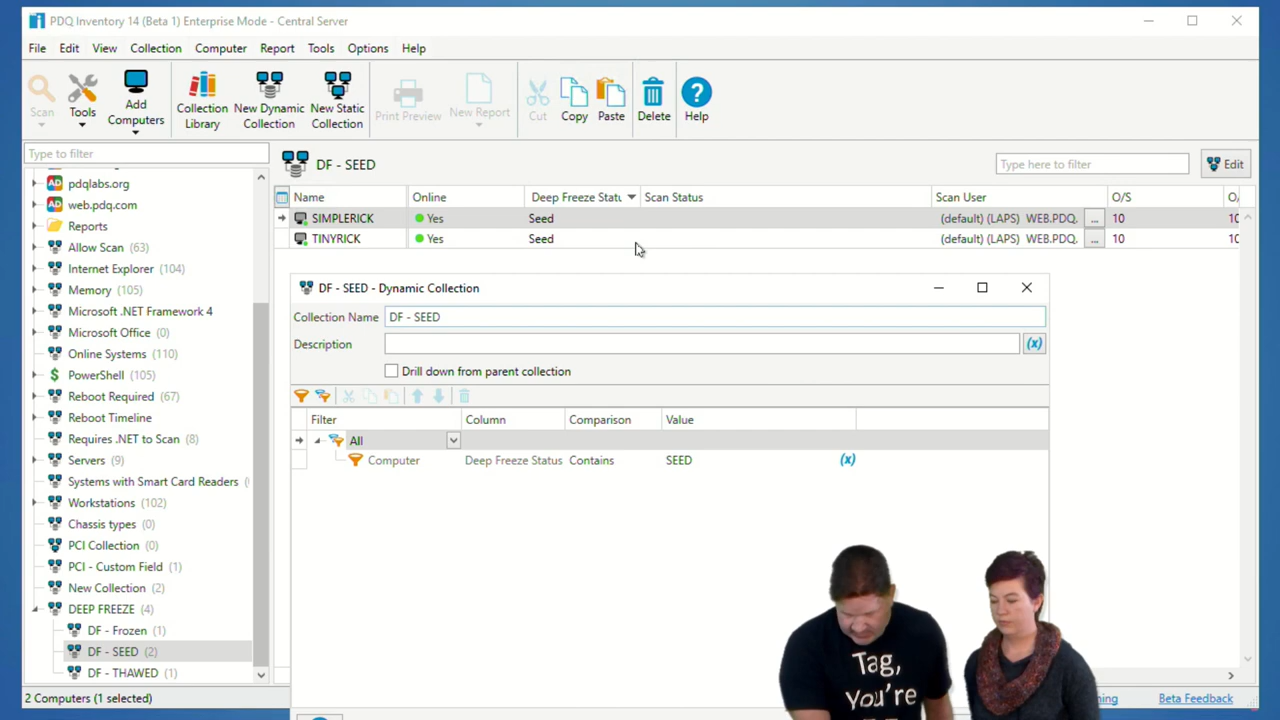 PDQ Inventory 14 (Beta 1) Enterprise Mode - Central Server
File Edit View Collection Computer Report Tools Options Help
Scan
Tools
Add Computers
Collection Library
New Dynamic Collection
New Static Collection
Print Preview
New Report
Cut
Copy
Paste
Delete
Help
Type to filter
DF - SEED
Type here to filter
Edit
pdqlabs.org
web.pdq.com
Reports
Allow Scan (63)
Internet Explorer (104)
Memory (105)
Microsoft .NET Framework 4
Microsoft Office (0)
Online Systems (110)
PowerShell (105)
Reboot Required (67)
Reboot Timeline
Requires .NET to Scan (8)
Servers (9)
Systems with Smart Card Readers
Workstations (102)
Chassis types (0)
PCI Collection (0)
PCI - Custom Field (1)
New Collection (2)
DEEP FREEZE (4)
DF - Frozen (1)
DF - SEED (2)
DF - THAWED (1)
Name Online Deep Freeze Statu Scan Status Scan User O/S O/
SIMPLERICK Yes Seed (default) (LAPS) WEB.PDQ. ... 10 10
TINYRICK Yes Seed (default) (LAPS) WEB.PDQ. ... 10 10
DF - SEED - Dynamic Collection
Collection Name DF - SEED
Description (x)
Drill down from parent collection
Filter Column Comparison Value
All
Computer Deep Freeze Status Contains SEED (x)
Tag,
You're
2 Computers (1 selected)
Beta Feedback